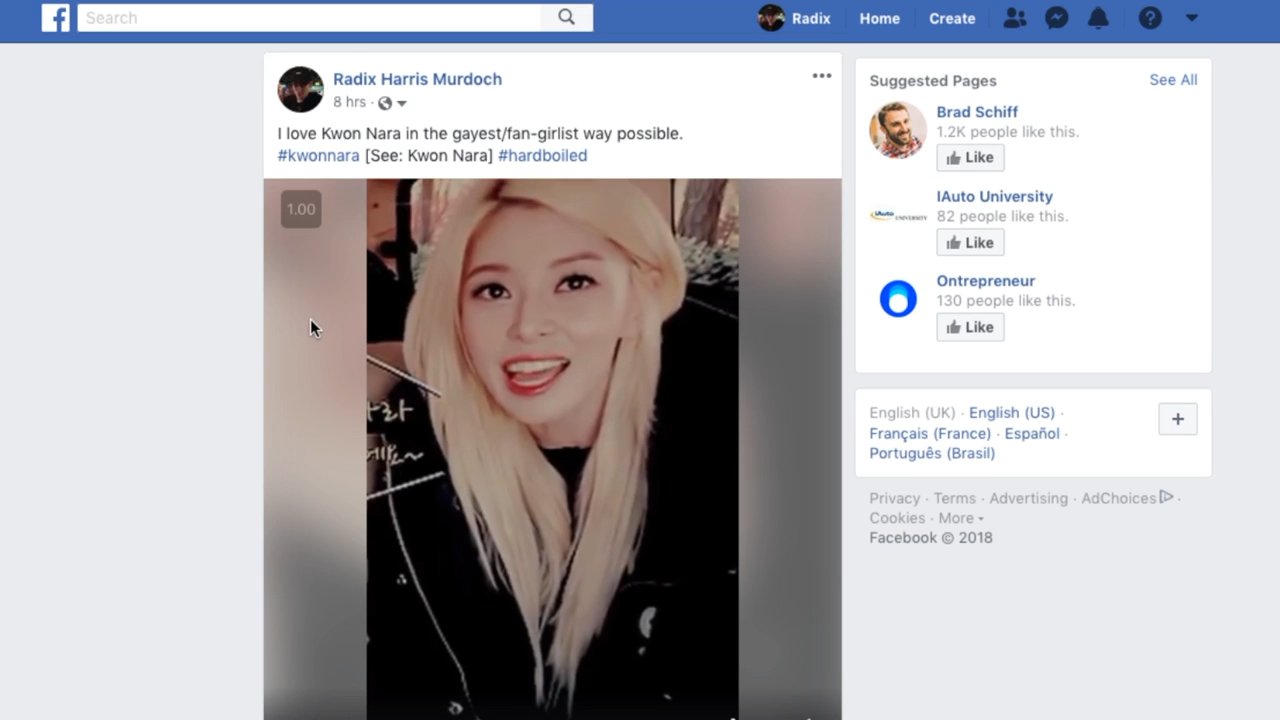 Search
Radix
Home
Create
Radix Harris Murdoch
8 hrs ·
I love Kwon Nara in the gayest/fan-girlist way possible.
#kwonnara [See: Kwon Nara] #hardboiled
1.00
Suggested Pages
See All
Brad Schiff
1.2K people like this.
Like
iAuto
UNIVERSITY
IAuto University
82 people like this.
Like
Ontrepreneur
130 people like this.
Like
English (UK) · English (US) ·
Français (France) · Español ·
Português (Brasil)
Privacy · Terms · Advertising · AdChoices ·
Cookies · More
Facebook © 2018